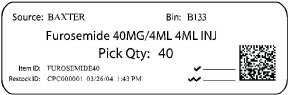 Source: BAXTER Bin: B133
Furosemide 40MG/4ML 4ML INJ
Pick Qty: 40
Item ID: FUROSEMIDE40
Restock ID: CPC000001 03/26/04 1:43 PM